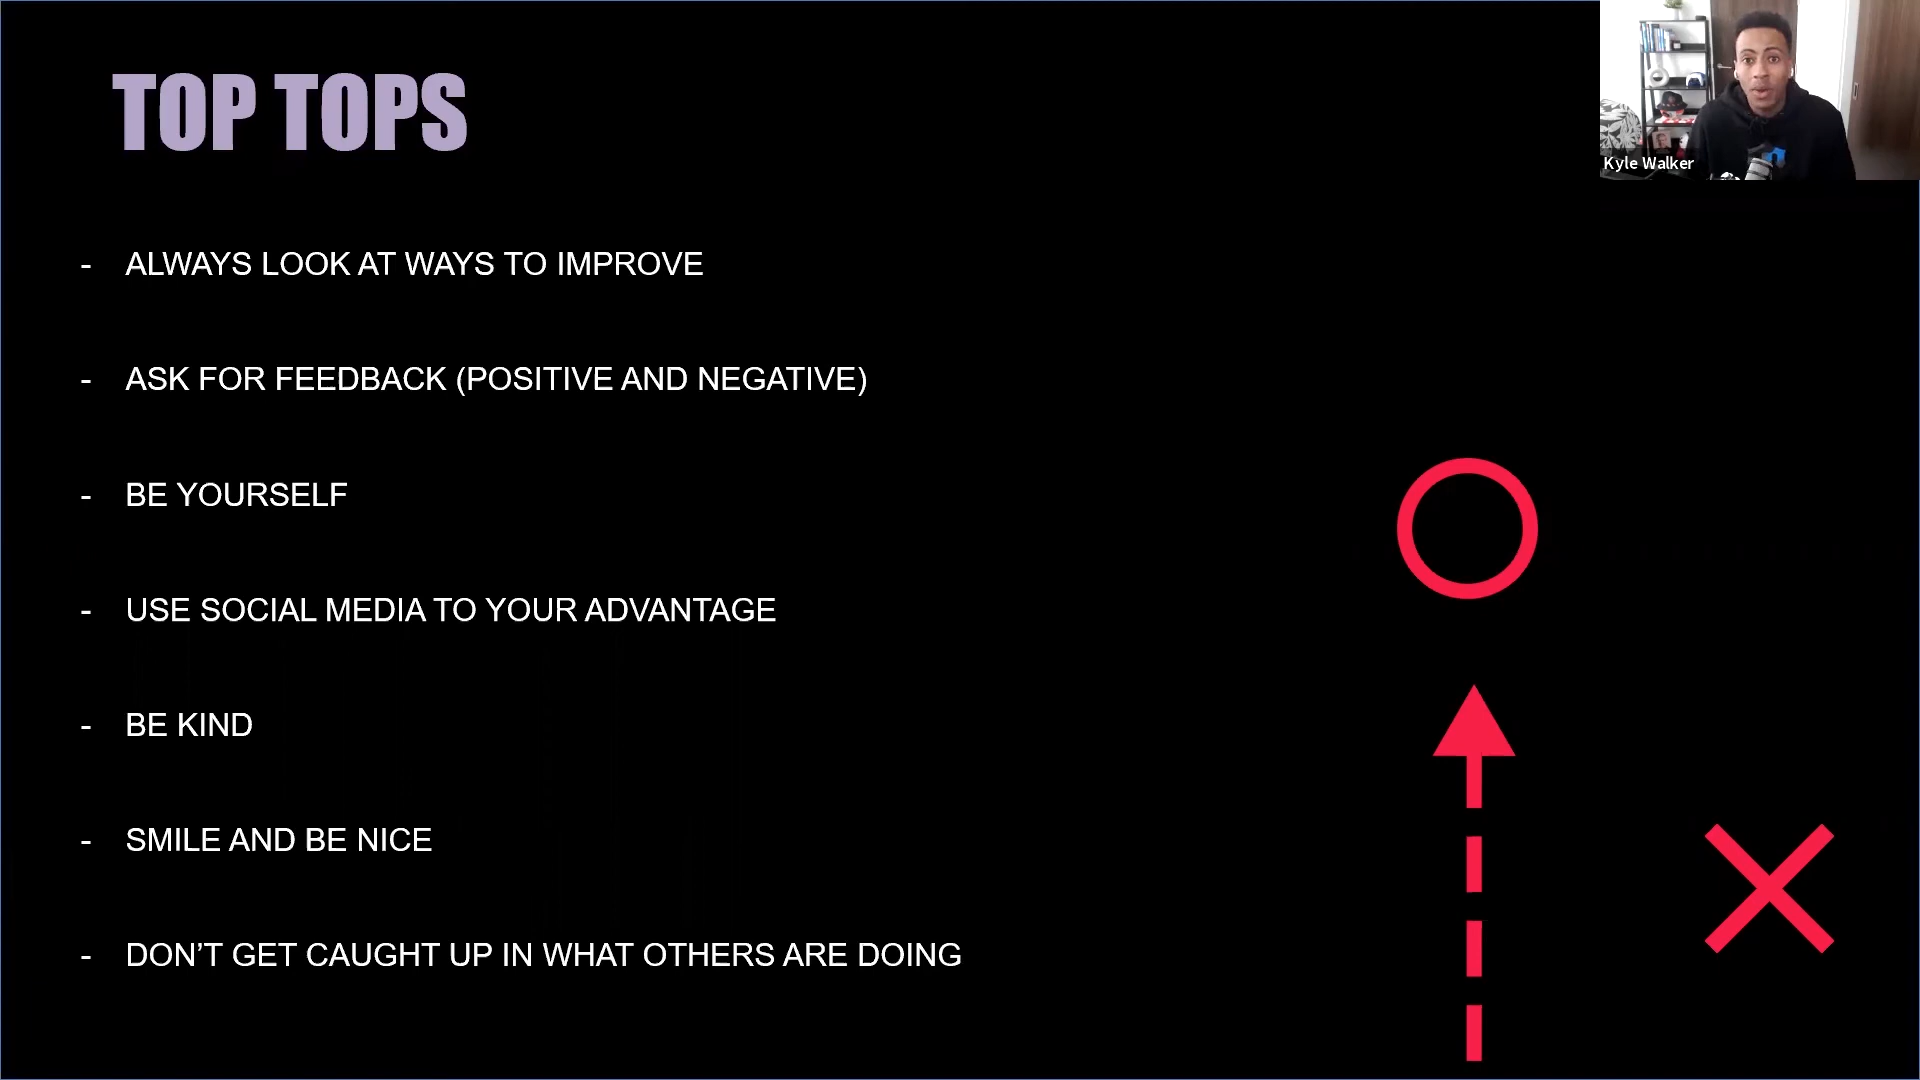 TOP TOPS
Kyle Walker
- ALWAYS LOOK AT WAYS TO IMPROVE
- ASK FOR FEEDBACK (POSITIVE AND NEGATIVE)
- BE YOURSELF
- USE SOCIAL MEDIA TO YOUR ADVANTAGE
- BE KIND
- SMILE AND BE NICE
- DON’T GET CAUGHT UP IN WHAT OTHERS ARE DOING